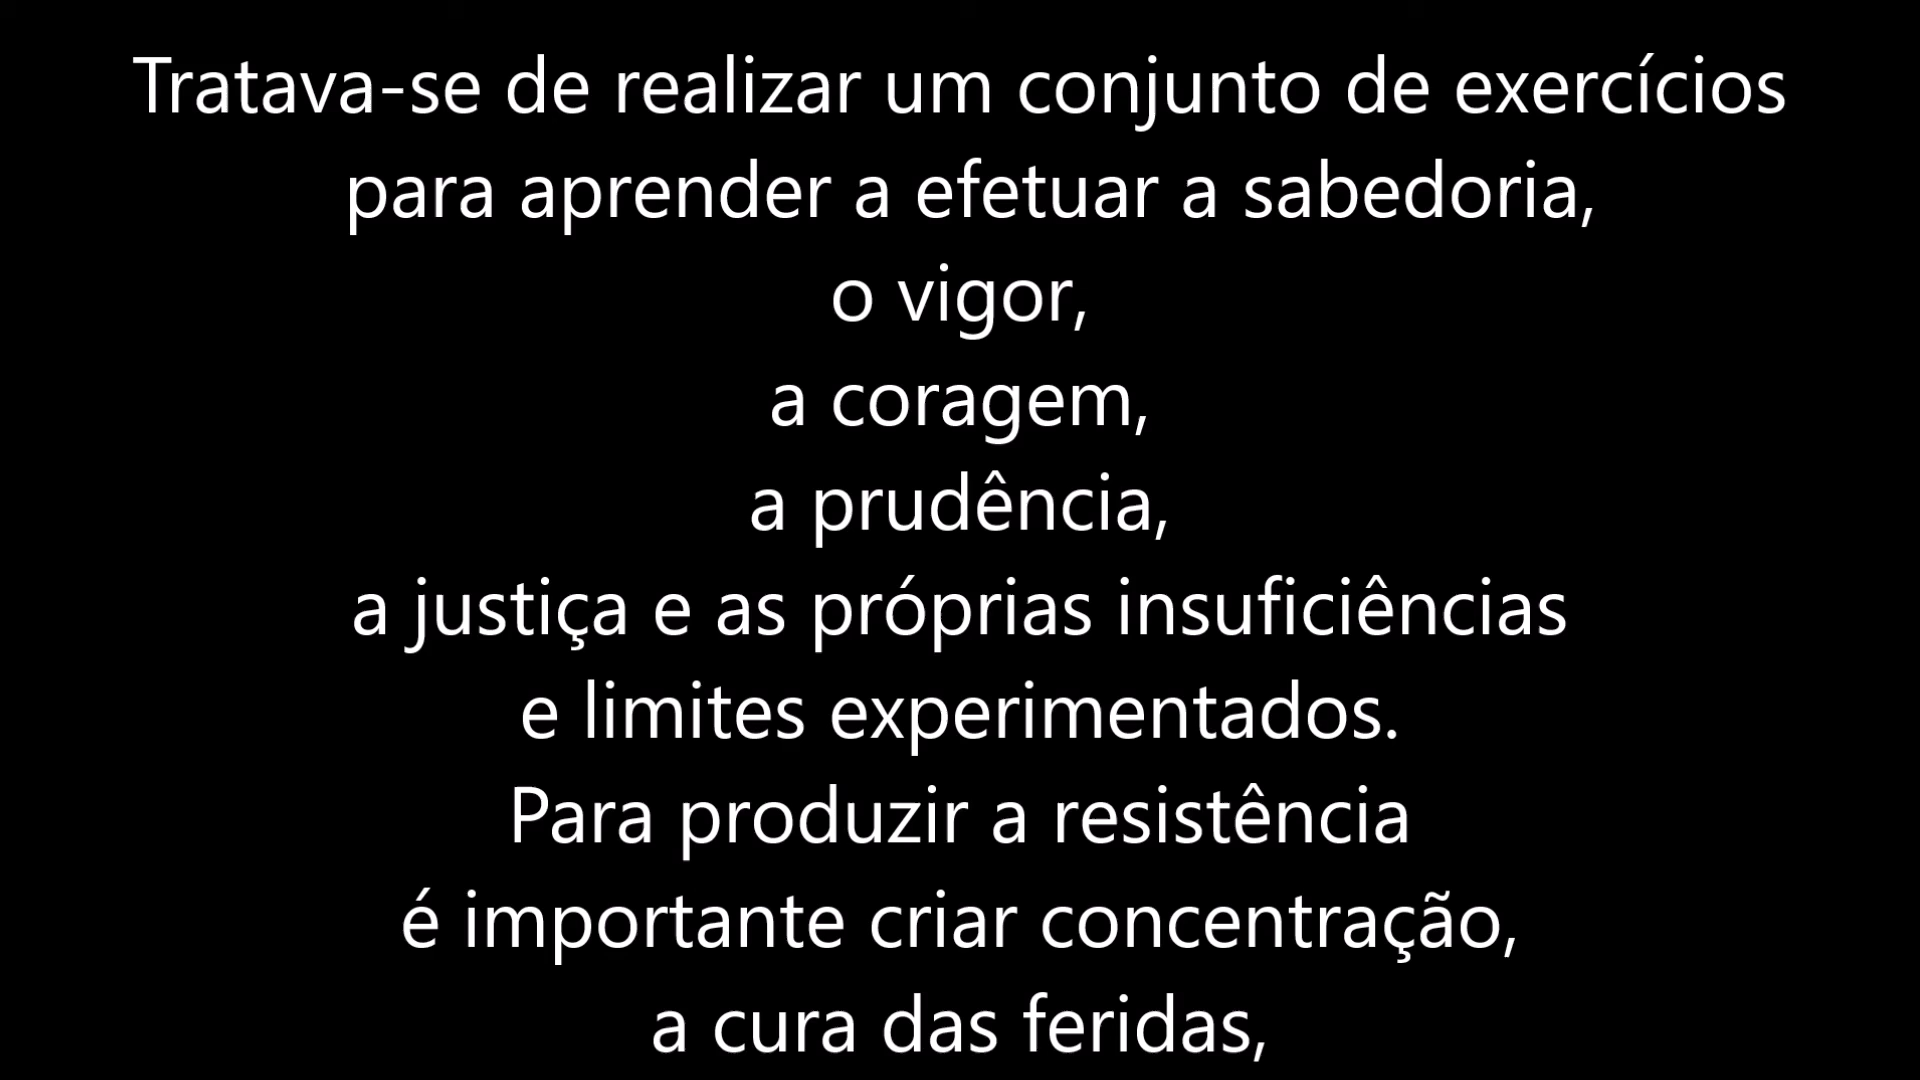 Tratava-se de realizar um conjunto de exercícios
para aprender a efetuar a sabedoria,
o vigor,
a coragem,
a prudência,
a justiça e as próprias insuficiências
e limites experimentados.
Para produzir a resistência
é importante criar concentração,
a cura das feridas,